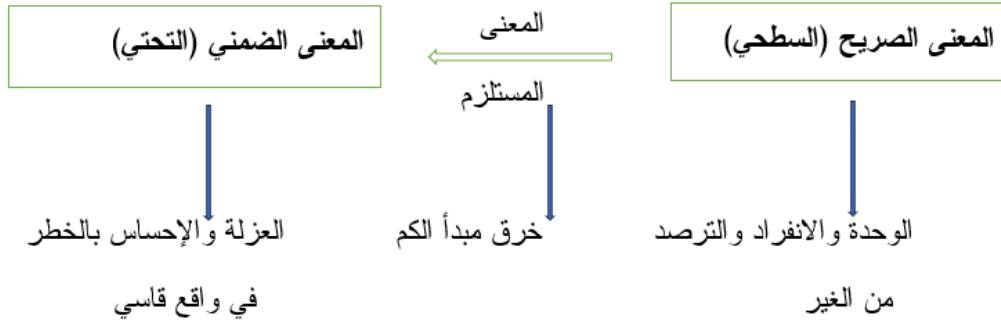 المعنى الصريح (السطحي)
المعنى
المستلزم
المعنى الضمني (التحتي)
الوحدة والانفراد والترصد
من الغير
خرق مبدأ الكم
العزلة والإحساس بالخطر
في واقع قاسي